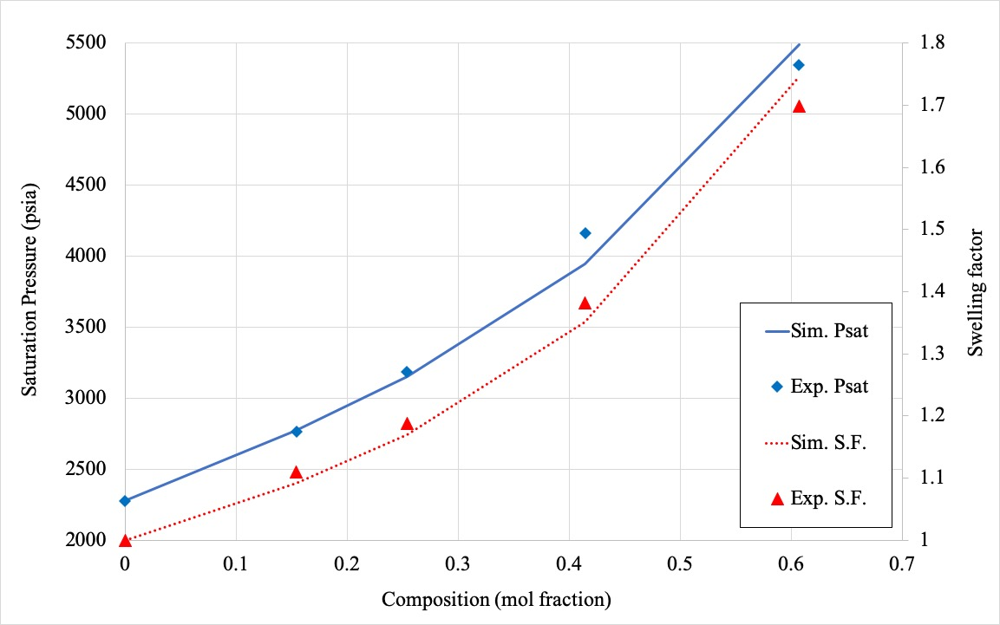 5500
5000
4500
4000
3500
3000
2500
2000
Saturation Pressure (psia)
1.8
1.7
1.6
1.5
1.4
1.3
1.2
1.1
1
Swelling factor
Sim. Psat
Exp. Psat
Sim. S.F.
Exp. S.F.
0 0.1 0.2 0.3 0.4 0.5 0.6 0.7
Composition (mol fraction)